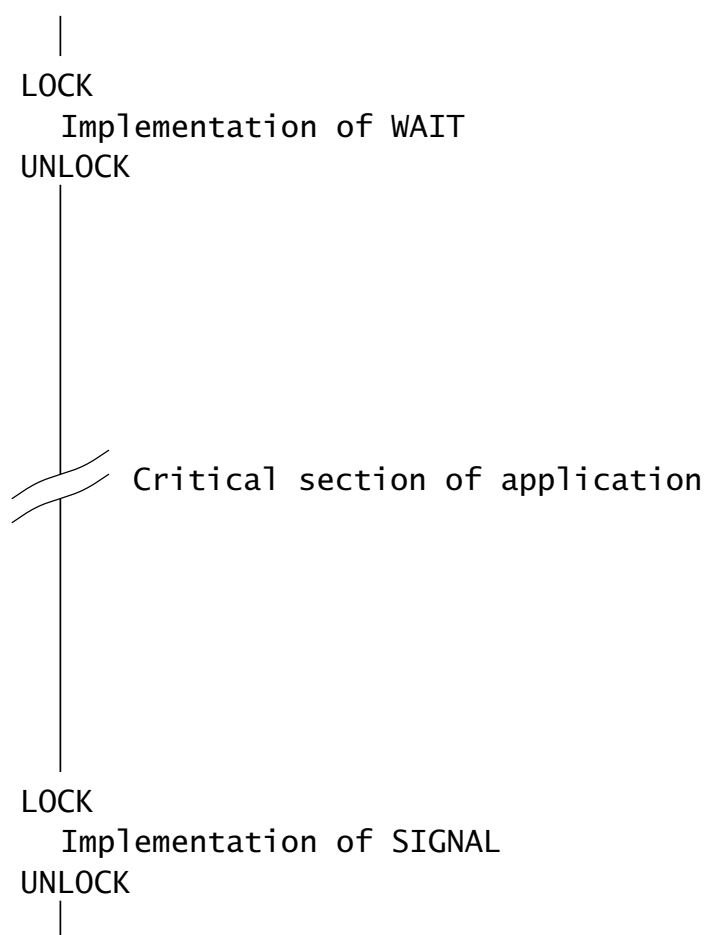 LOCK
Implementation of WAIT
UNLOCK
Critical section of application
LOCK
Implementation of SIGNAL
UNLOCK